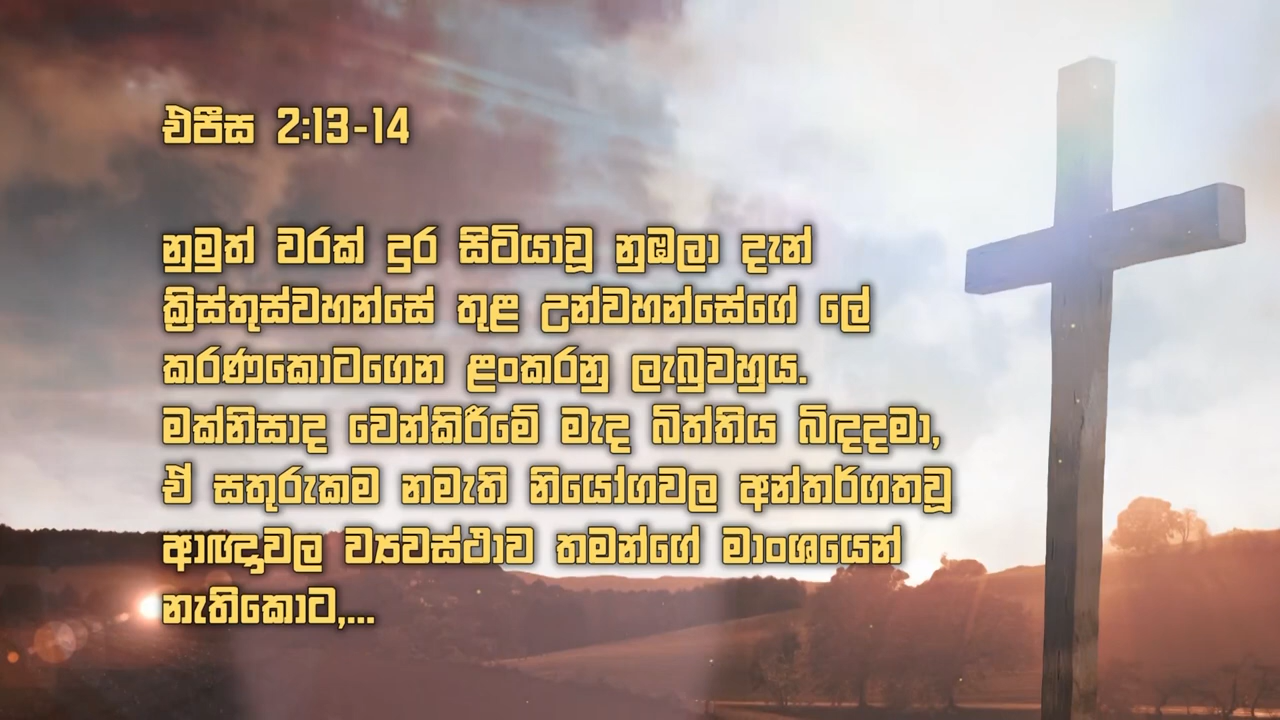 එපීස 2:13-14
නුමුත් වරක් දුර සිටියාවූ නුඹලා දැන්
ක්‍රිස්තුස්වහන්සේ තුළ උන්වහන්සේගේ ලේ
කරණකොටගෙන ළංකරනු ලැබුවහුය.
මක්නිසාද වෙන්කිරීමේ මැද බිත්තිය බිඳදමා,
ඒ සතුරුකම නමැති නියෝගවල අන්තර්ගතවූ
ආඥාවල ව්‍යවස්ථාව තමන්ගේ මාංශයෙන්
නැතිකොට,...